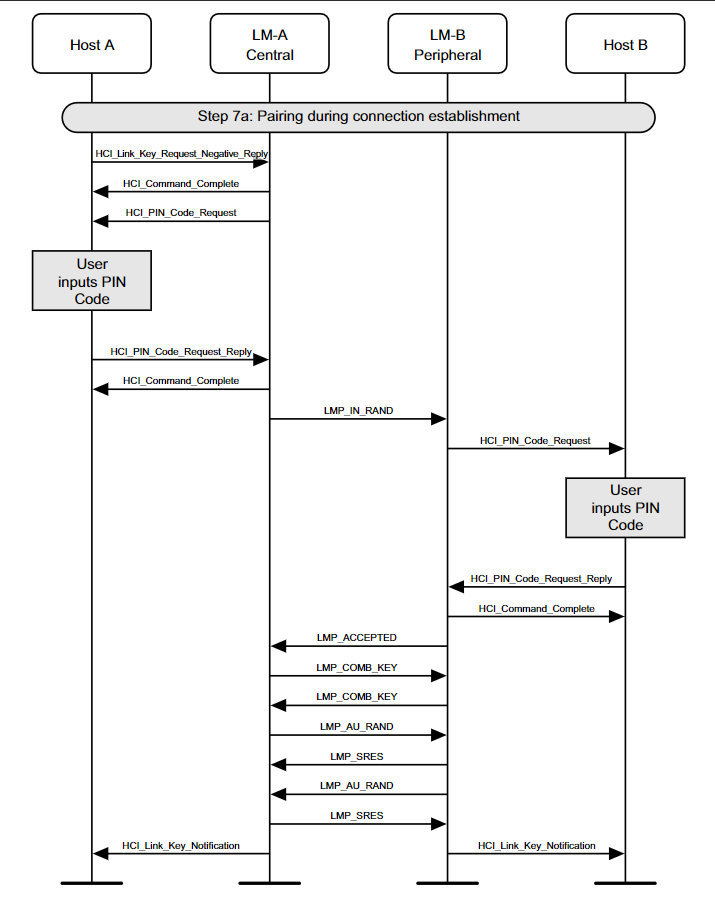 Host A
LM-A
Central
LM-B
Peripheral
Host B
Step 7a: Pairing during connection establishment
HCI_Link_Key_Request_Negative_Reply
HCI_Command_Complete
HCI_PIN_Code_Request
User
inputs PIN
Code
HCI_PIN_Code_Request_Reply
HCI_Command_Complete
LMP_IN_RAND
HCI_PIN_Code_Request
User
inputs PIN
Code
HCI_PIN_Code_Request_Reply
HCI_Command_Complete
LMP_ACCEPTED
LMP_COMB_KEY
LMP_COMB_KEY
LMP_AU_RAND
LMP_SRES
LMP_AU_RAND
LMP_SRES
HCI_Link_Key_Notification
HCI_Link_Key_Notification